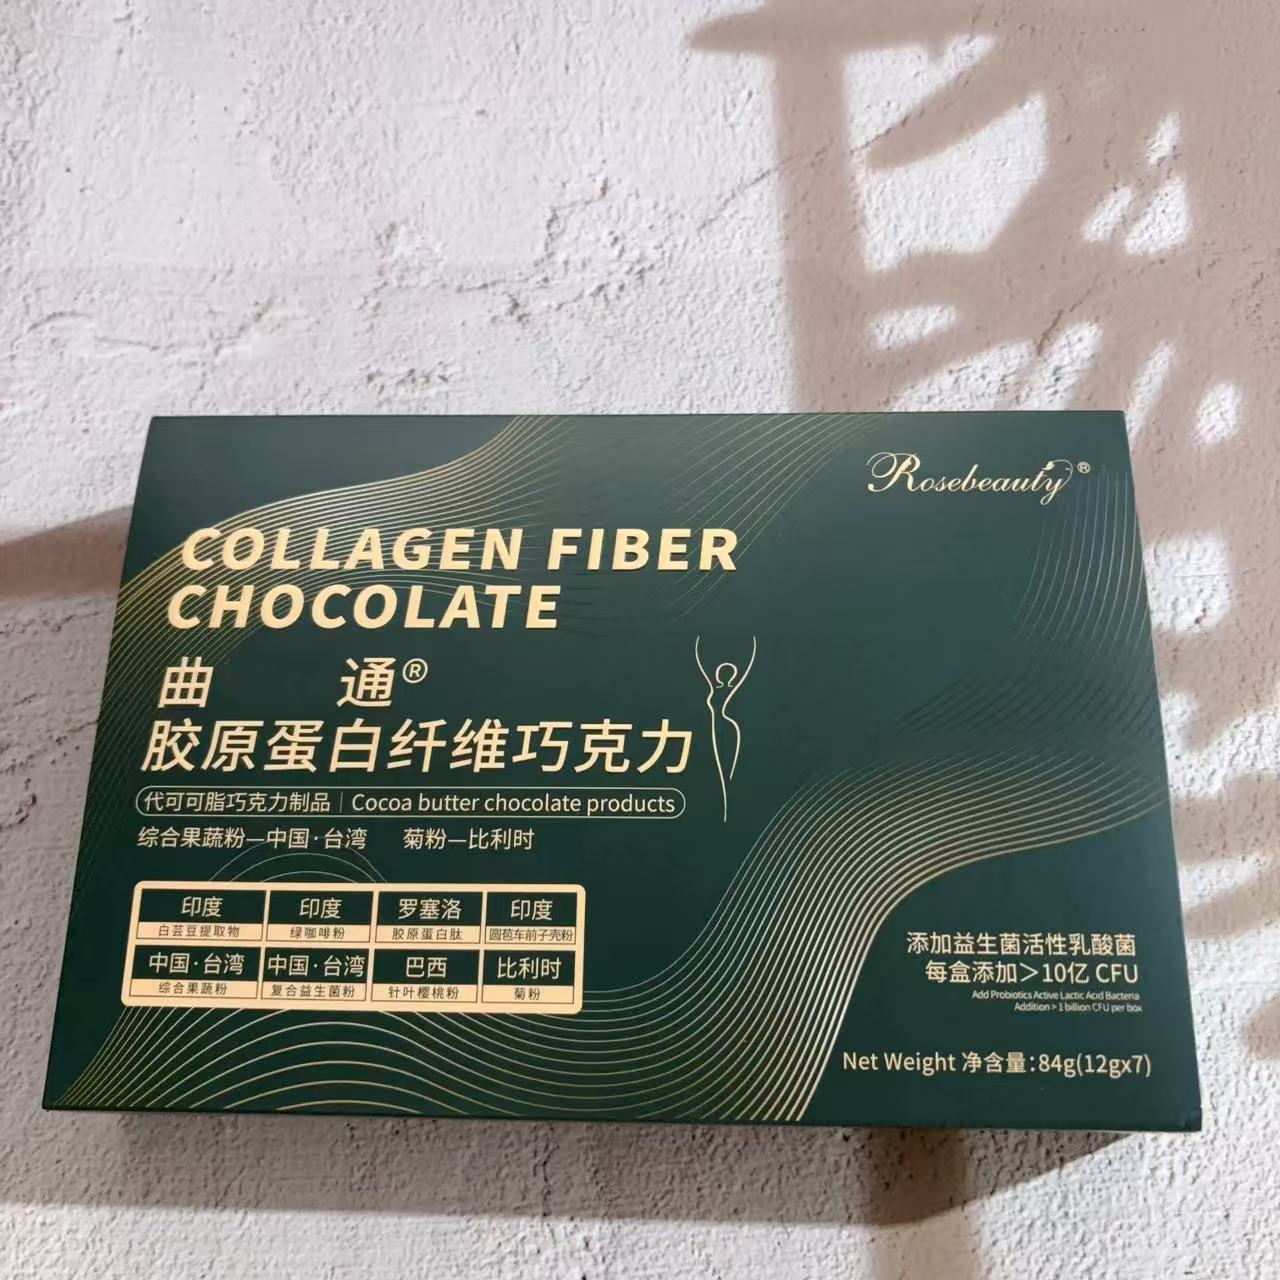 Rosebeauty®
COLLAGEN FIBER
CHOCOLATE
曲 通®
胶原蛋白纤维巧克力
代可可脂巧克力制品 | Cocoa butter chocolate products
综合果蔬粉—中国·台湾 菊粉—比利时
印度 印度 罗塞洛 印度
白芸豆提取物 绿咖啡粉 胶原蛋白肽 圆苞车前子壳粉
中国·台湾 中国·台湾 巴西 比利时
综合果蔬粉 复合益生菌粉 针叶樱桃粉 菊粉
添加益生菌活性乳酸菌
每盒添加＞10亿 CFU
Add Probiotics Active Lactic Acid Bacteria
Addition > 1 billion CFU per box
Net Weight 净含量：84g(12gx7)